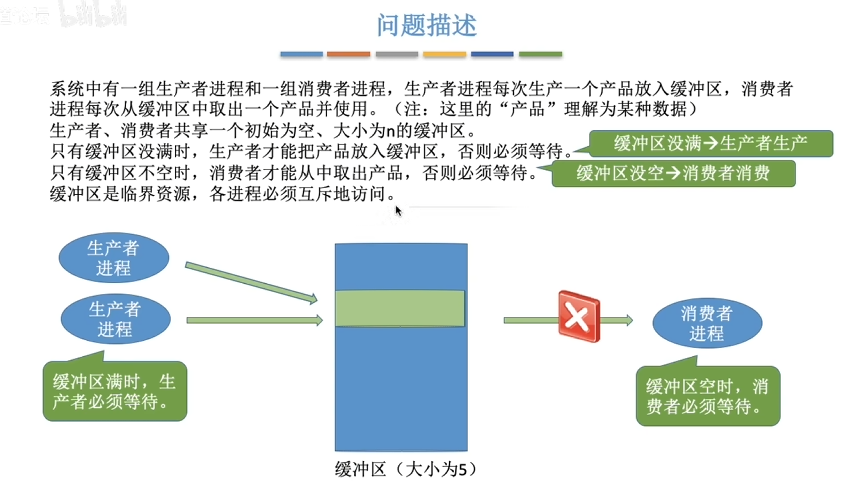 bilibili
问题描述
系统中有一组生产者进程和一组消费者进程，生产者进程每次生产一个产品放入缓冲区，消费者
进程每次从缓冲区中取出一个产品并使用。（注：这里的“产品”理解为某种数据）
生产者、消费者共享一个初始为空、大小为n的缓冲区。
只有缓冲区没满时，生产者才能把产品放入缓冲区，否则必须等待。
缓冲区没满→生产者生产
只有缓冲区不空时，消费者才能从中取出产品，否则必须等待。
缓冲区没空→消费者消费
缓冲区是临界资源，各进程必须互斥地访问。
生产者
进程
生产者
进程
消费者
进程
缓冲区满时，生
产者必须等待。
缓冲区空时，消
费者必须等待。
缓冲区（大小为5）